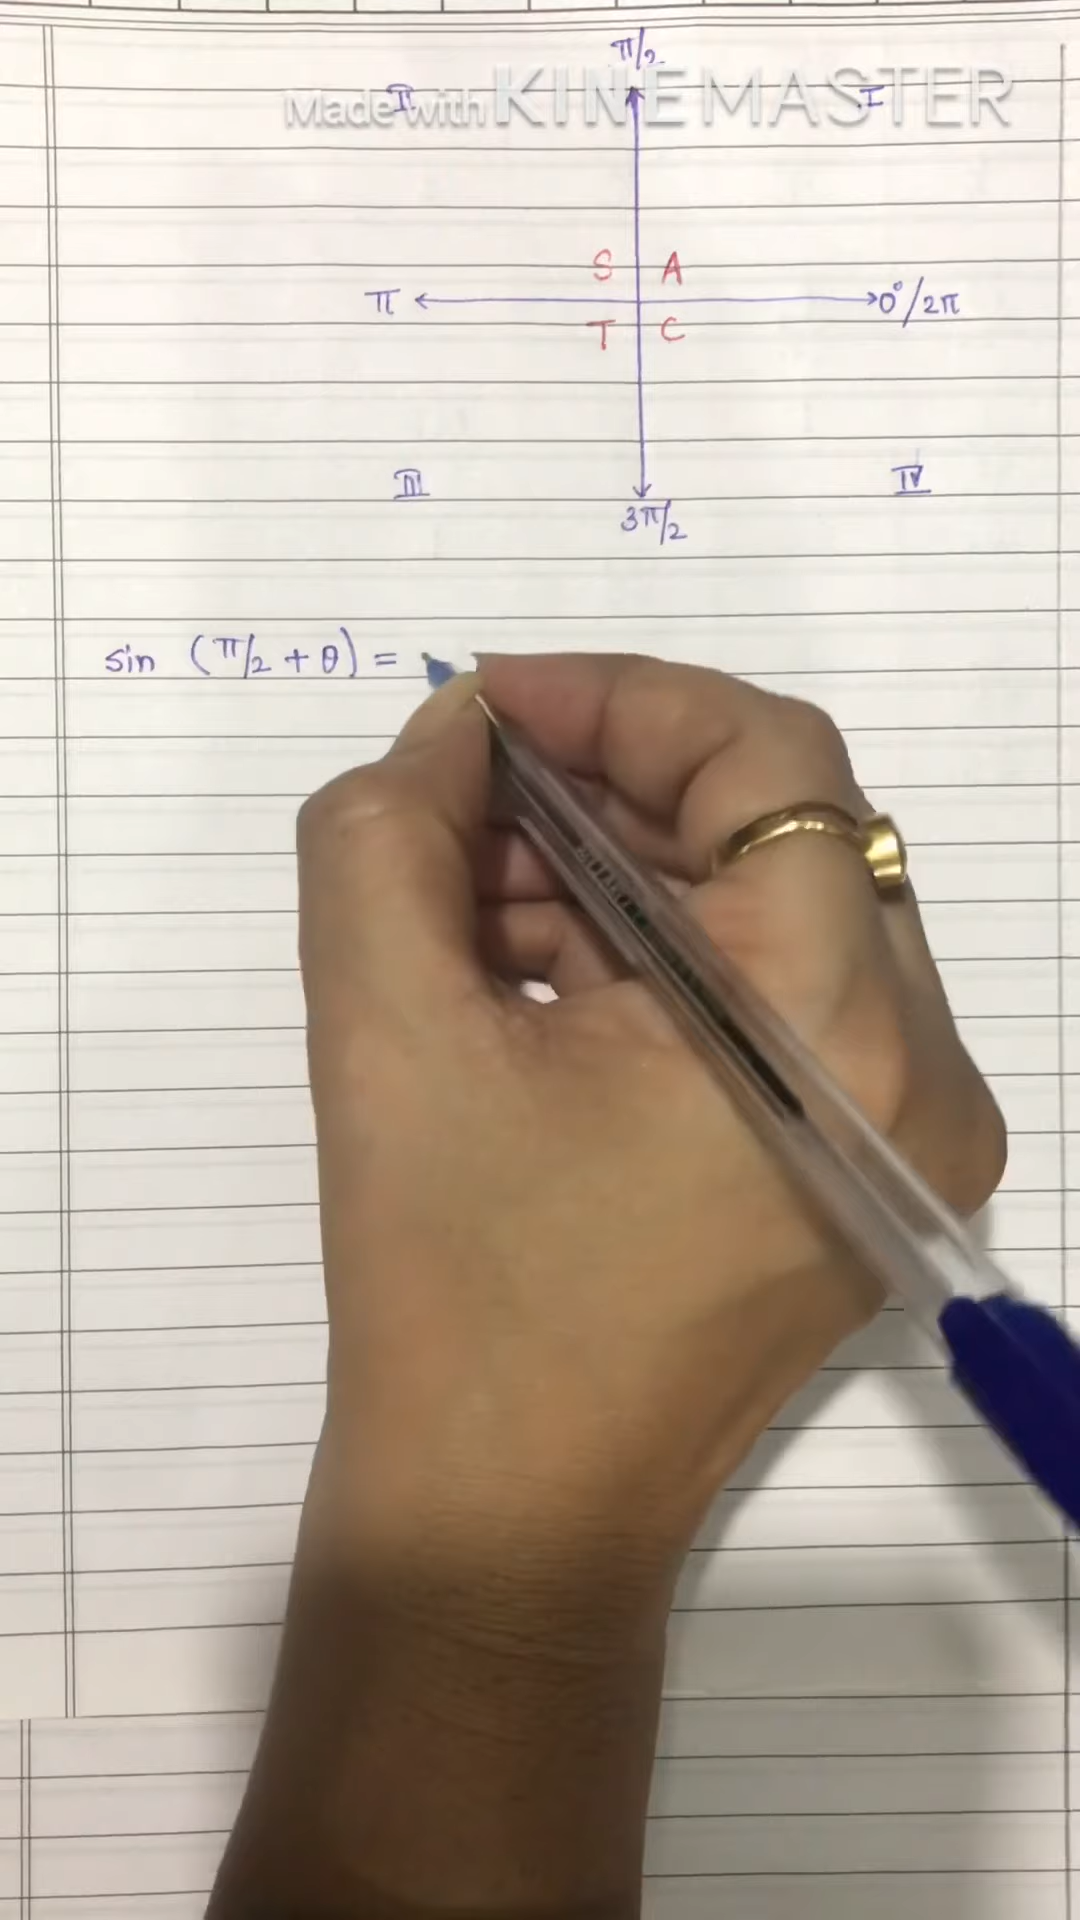 π/2
Made with KINEMASTER
II I
S A
π 0°/2π
T C
III IV
3π/2
sin (π/2 + θ) =